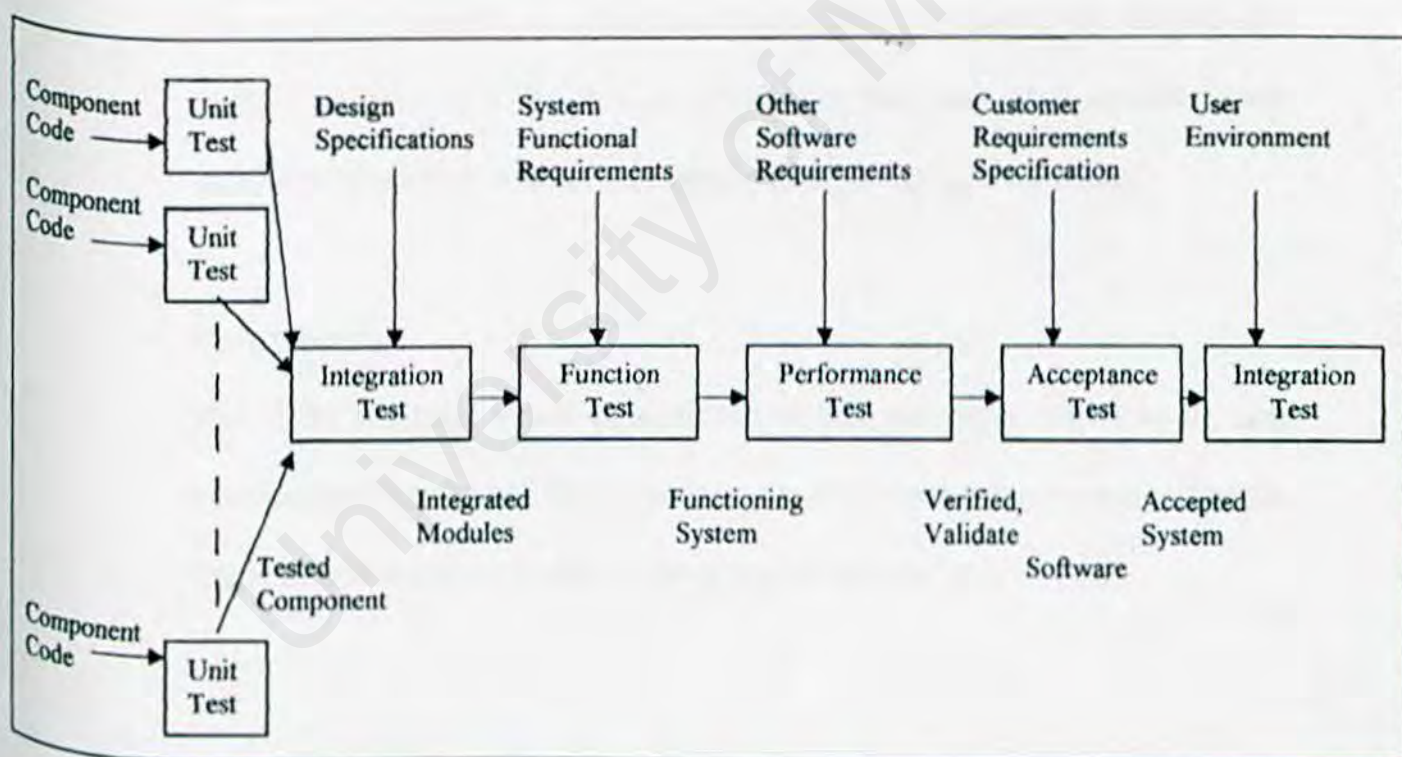 Component
Code
Unit
Test
Design
Specifications
System
Functional
Requirements
Other
Software
Requirements
Customer
Requirements
Specification
User
Environment
Component
Code
Unit
Test
Integration
Test
Function
Test
Performance
Test
Acceptance
Test
Integration
Test
Integrated
Modules
Functioning
System
Verified,
Validate
Software
Accepted
System
Tested
Component
Component
Code
Unit
Test
University of M